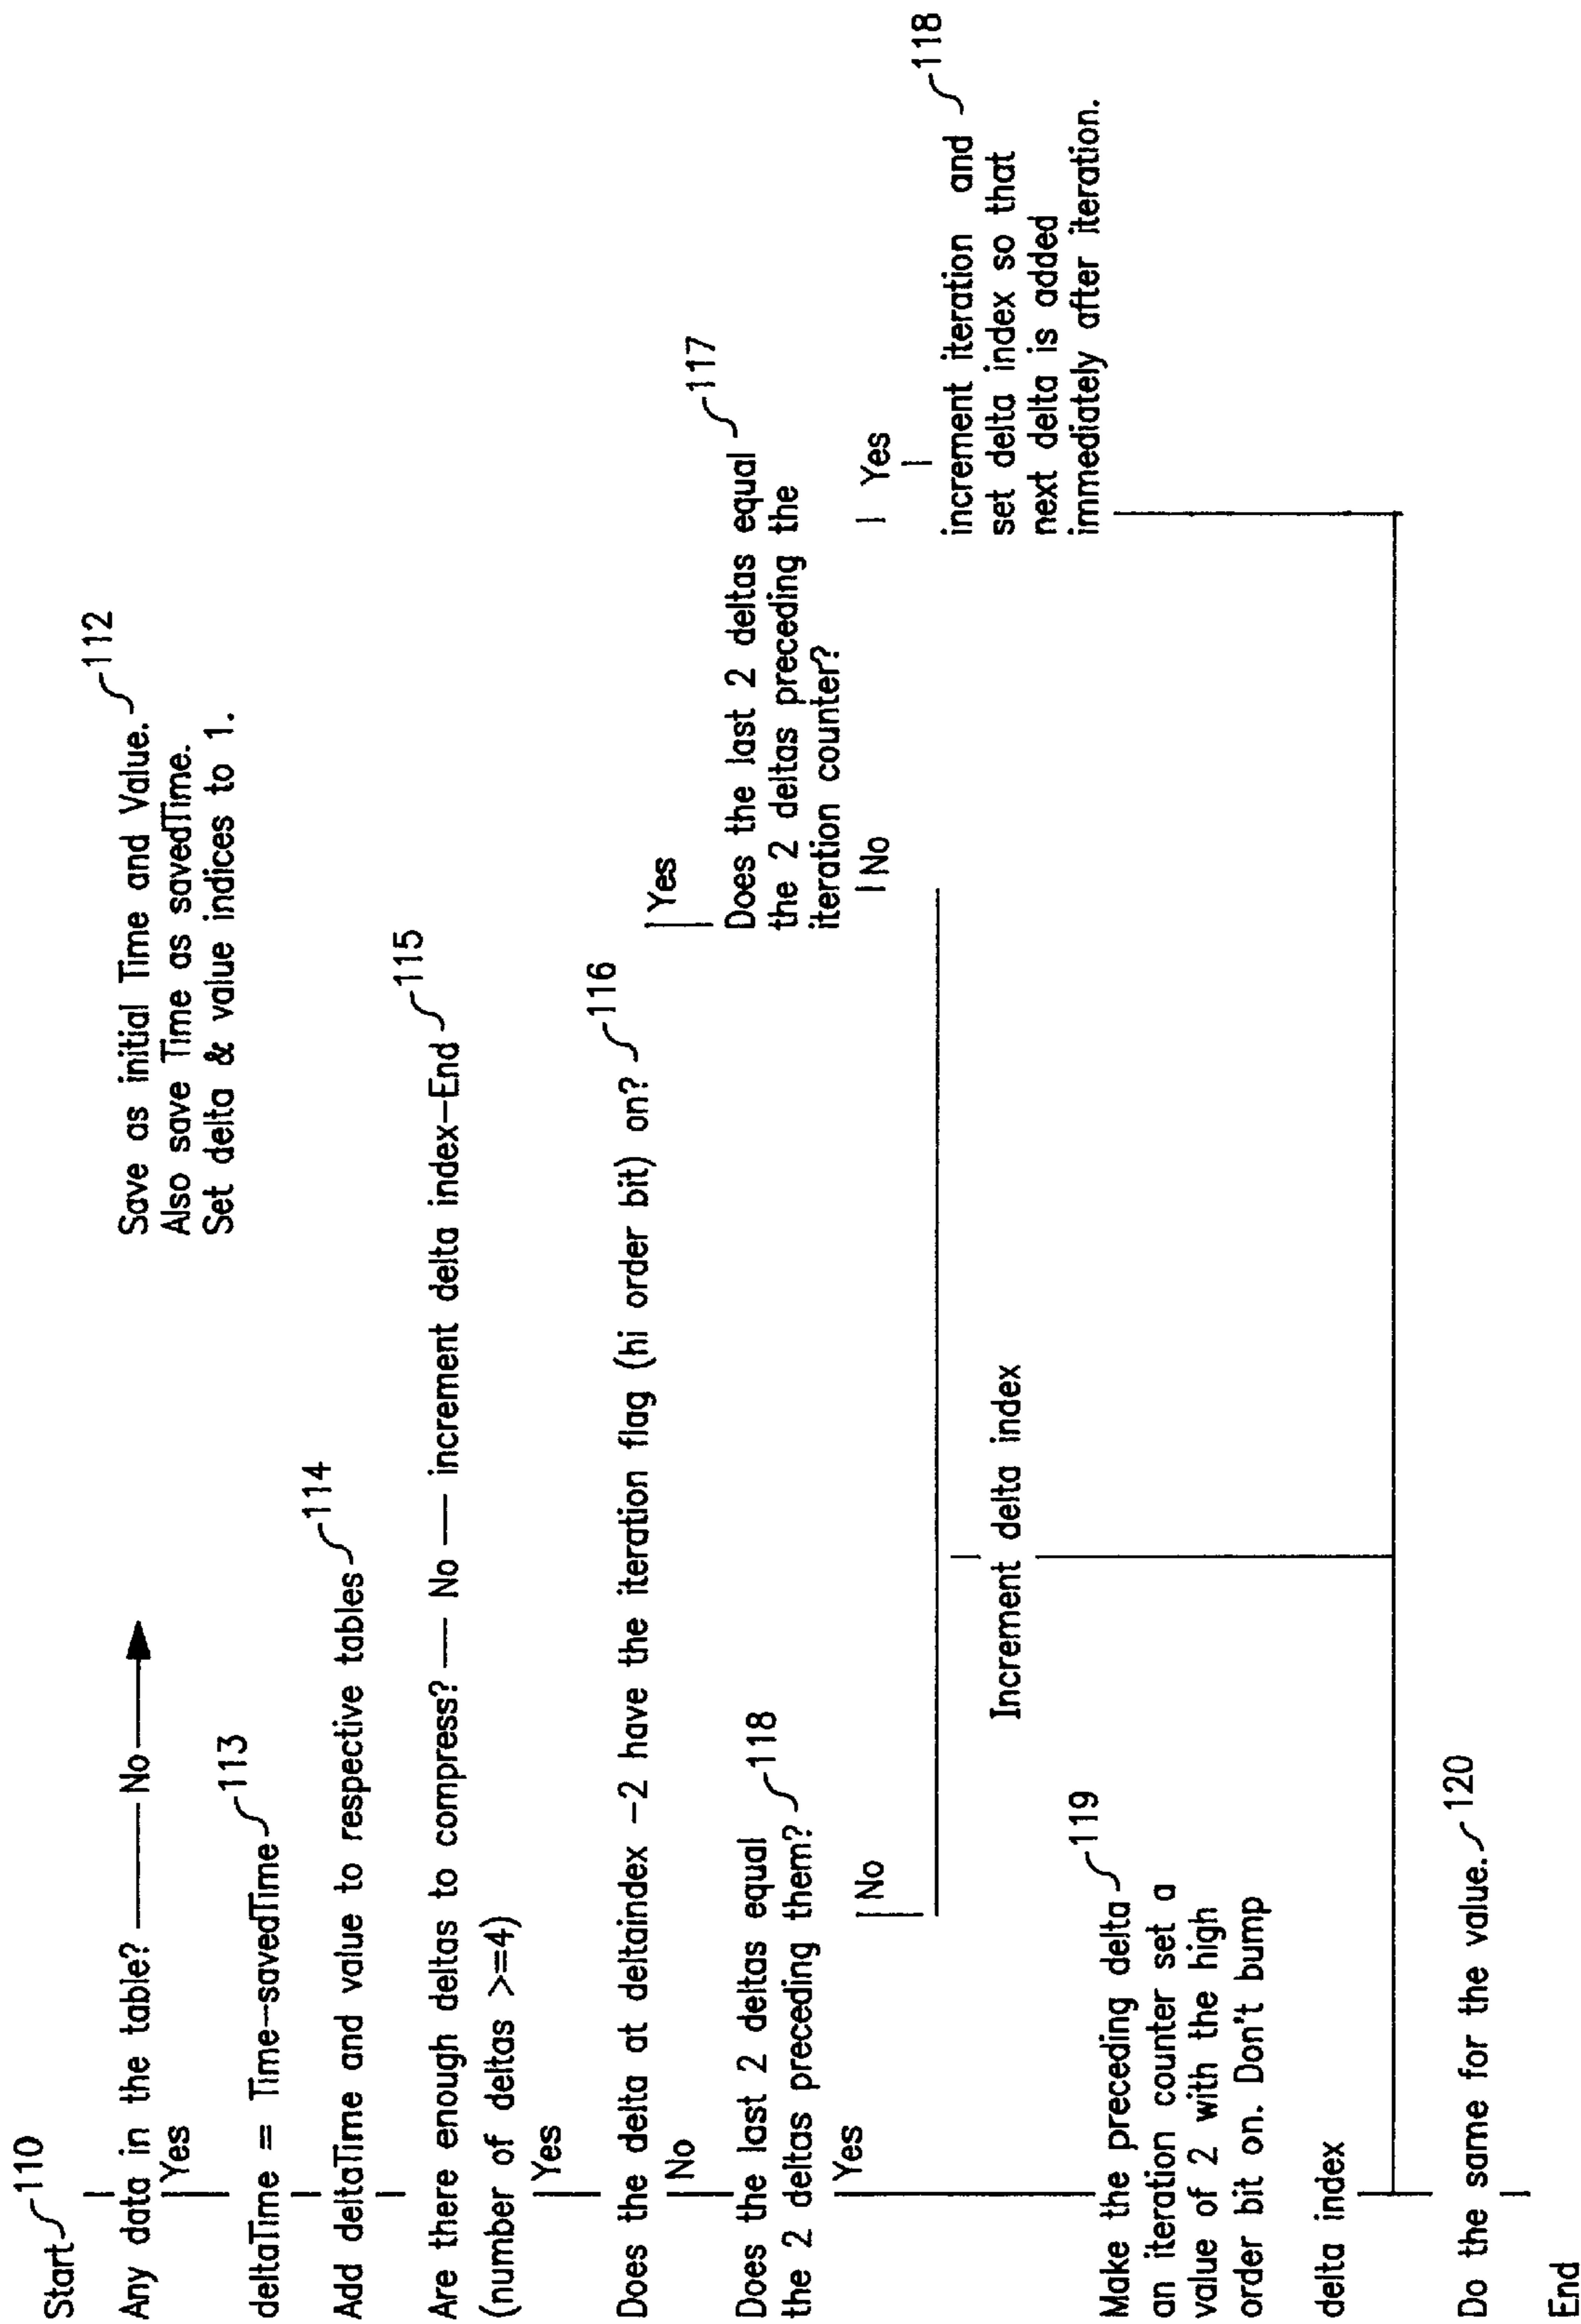 Start 110
Any data in the table? No
Save as initial Time and Value. 112
Also save Time as savedTime.
Set delta & value indices to 1.
Yes
deltaTime = Time-savedTime 113
Add deltaTime and value to respective tables 114
Are there enough deltas to compress? — No — increment delta index-End 115
(number of deltas >=4)
Yes
Does the delta at deltaindex -2 have the iteration flag (hi order bit) on? 116
No
Yes
Does the last 2 deltas equal 118
the 2 deltas preceding them?
Does the last 2 deltas equal 117
the 2 deltas preceding the
iteration counter?
Yes
No
No
Yes
increment iteration and 118
set delta index so that
next delta is added
immediately after iteration.
Increment delta index
Make the preceding delta 119
an iteration counter set a
value of 2 with the high
order bit on. Don't bump
delta index
Do the same for the value. 120
End